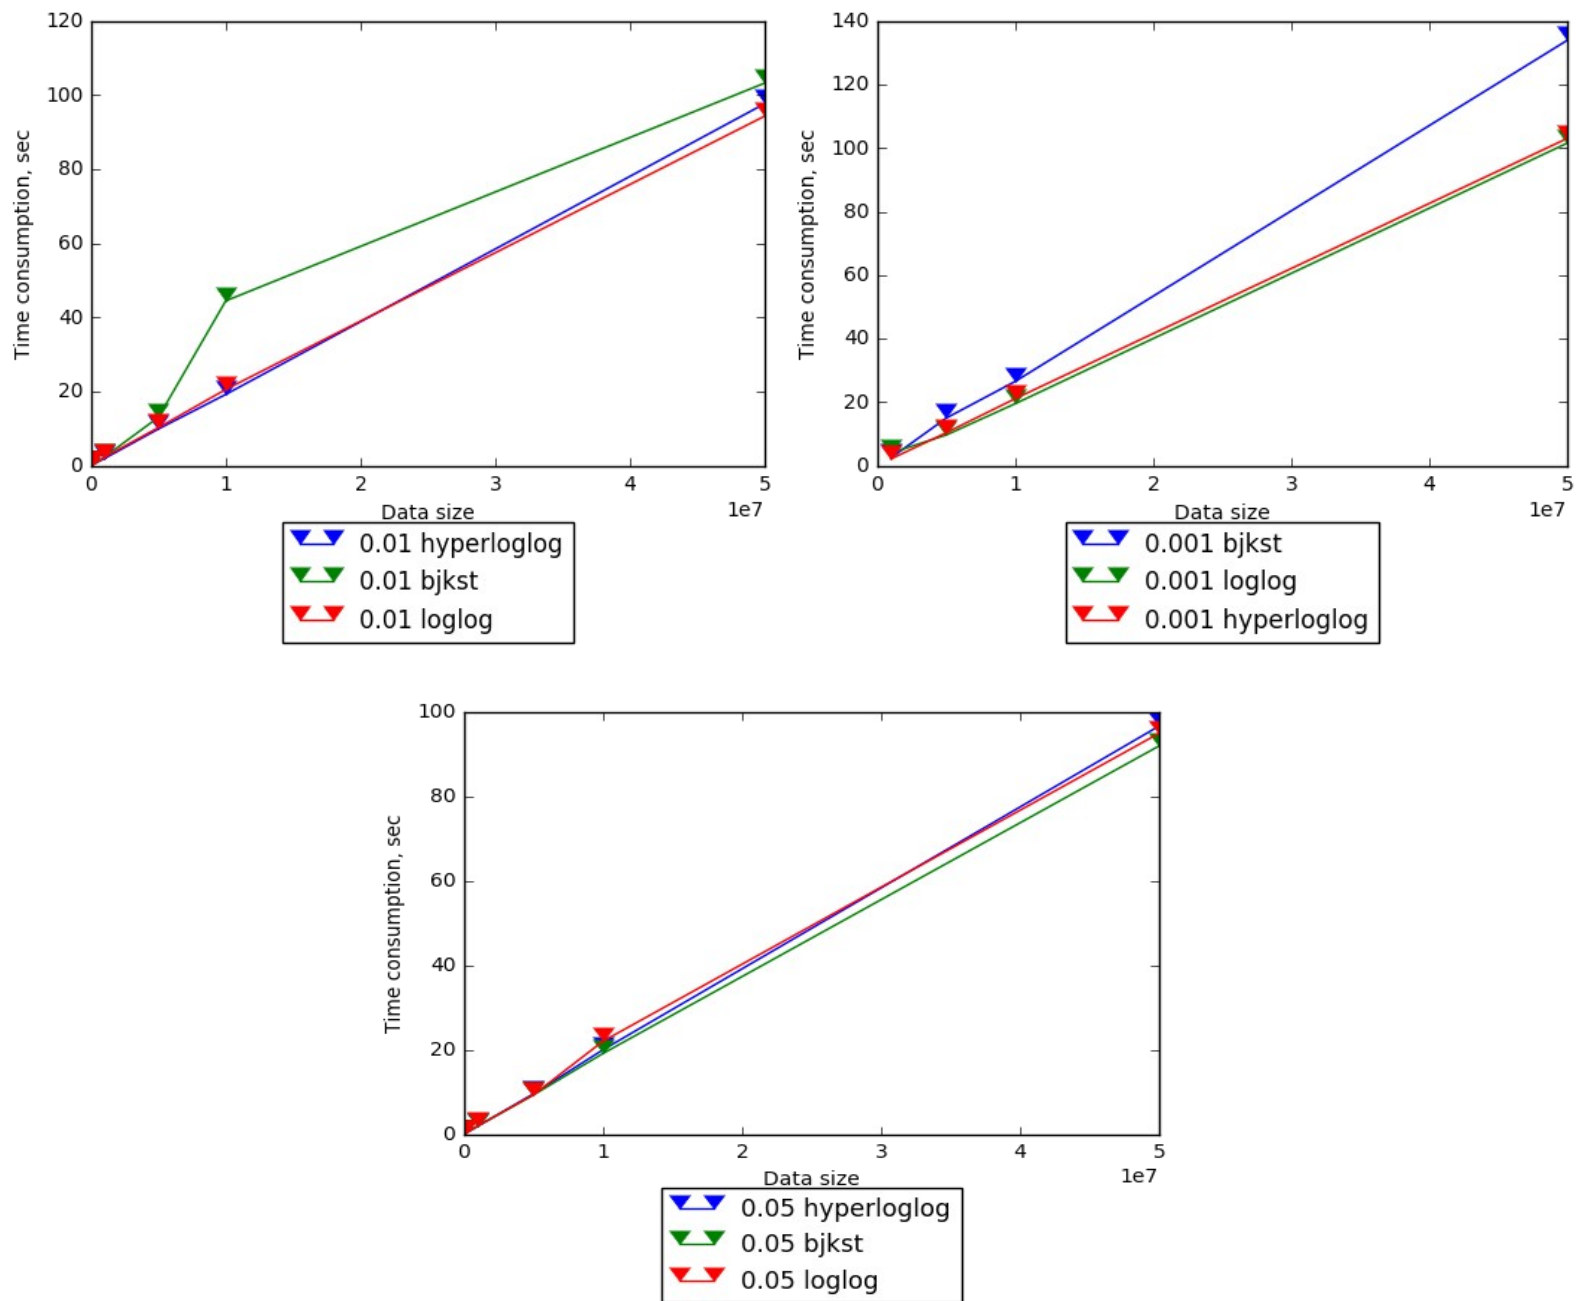 120
100
80
60
40
20
0
Time consumption, sec
0 1 2 3 4 5
1e7
Data size
0.01 hyperloglog
0.01 bjkst
0.01 loglog
140
120
100
80
60
40
20
0
Time consumption, sec
0 1 2 3 4 5
1e7
Data size
0.001 bjkst
0.001 loglog
0.001 hyperloglog
100
80
60
40
20
0
Time consumption, sec
0 1 2 3 4 5
1e7
Data size
0.05 hyperloglog
0.05 bjkst
0.05 loglog